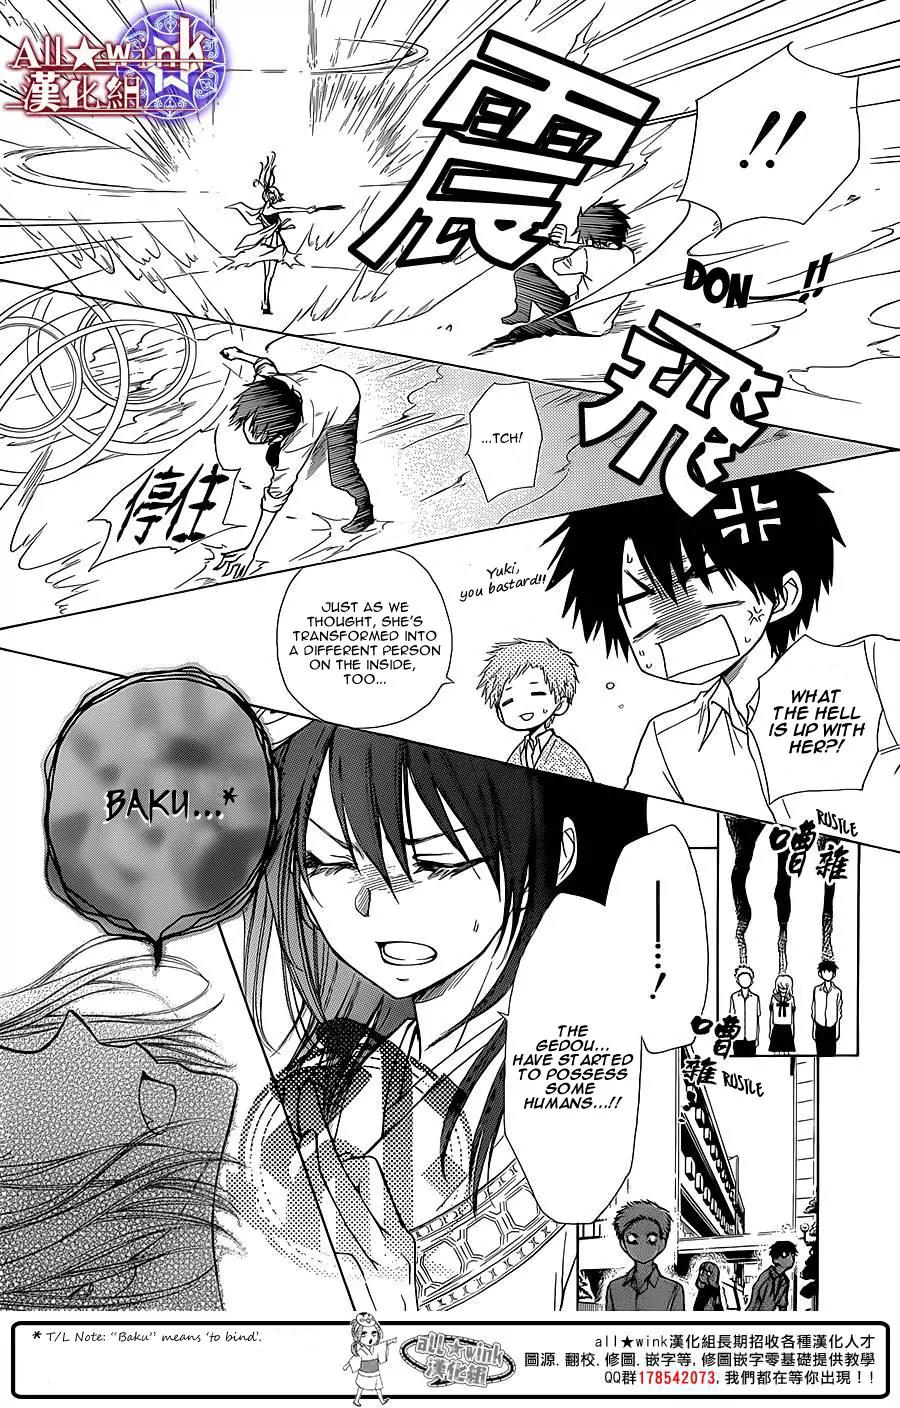 All★wink
漢化組
!!
震
DON
!!
飛
...TCH!
停住
WHAT
THE HELL
IS UP WITH
HER?!
Yuki,
you bastard!!
JUST AS WE
THOUGHT, SHE'S
TRANSFORMED INTO
A DIFFERENT PERSON
ON THE INSIDE,
TOO...
RUSTLE
嘈雜
嘈雜
RUSTLE
......!
THE
GEDOU...
HAVE STARTED
TO POSSESS
SOME
HUMANS...!!
BAKU...*
* T/L Note: "Baku" means 'to bind'.
all★wink
漢化組
all★wink漢化組長期招收各種漢化人才
圖源. 翻校. 修圖. 嵌字等, 修圖嵌字零基礎提供教學
QQ群178542073, 我們都在等你出現！！